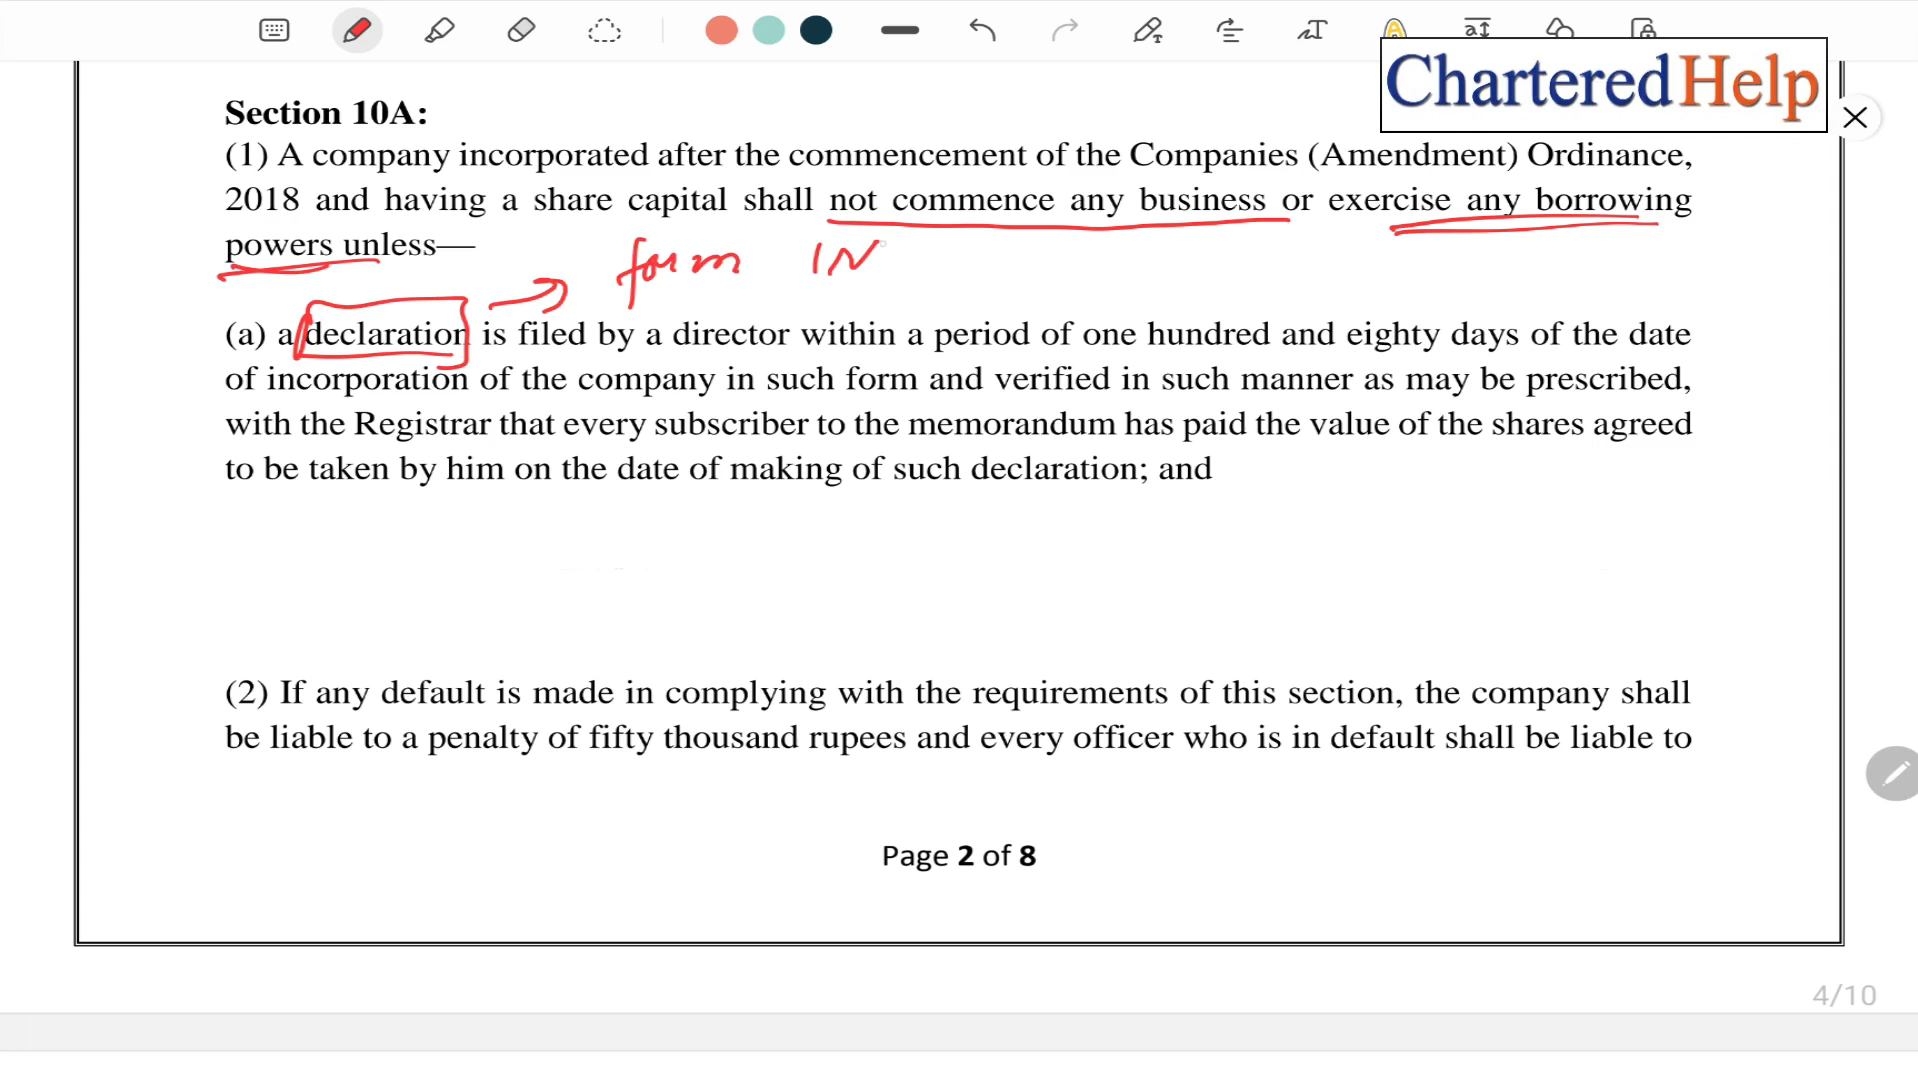 CharteredHelp
Section 10A:
(1) A company incorporated after the commencement of the Companies (Amendment) Ordinance,
2018 and having a share capital shall not commence any business or exercise any borrowing
powers unless—
form IN
(a) a declaration is filed by a director within a period of one hundred and eighty days of the date
of incorporation of the company in such form and verified in such manner as may be prescribed,
with the Registrar that every subscriber to the memorandum has paid the value of the shares agreed
to be taken by him on the date of making of such declaration; and
(2) If any default is made in complying with the requirements of this section, the company shall
be liable to a penalty of fifty thousand rupees and every officer who is in default shall be liable to
Page 2 of 8
4/10